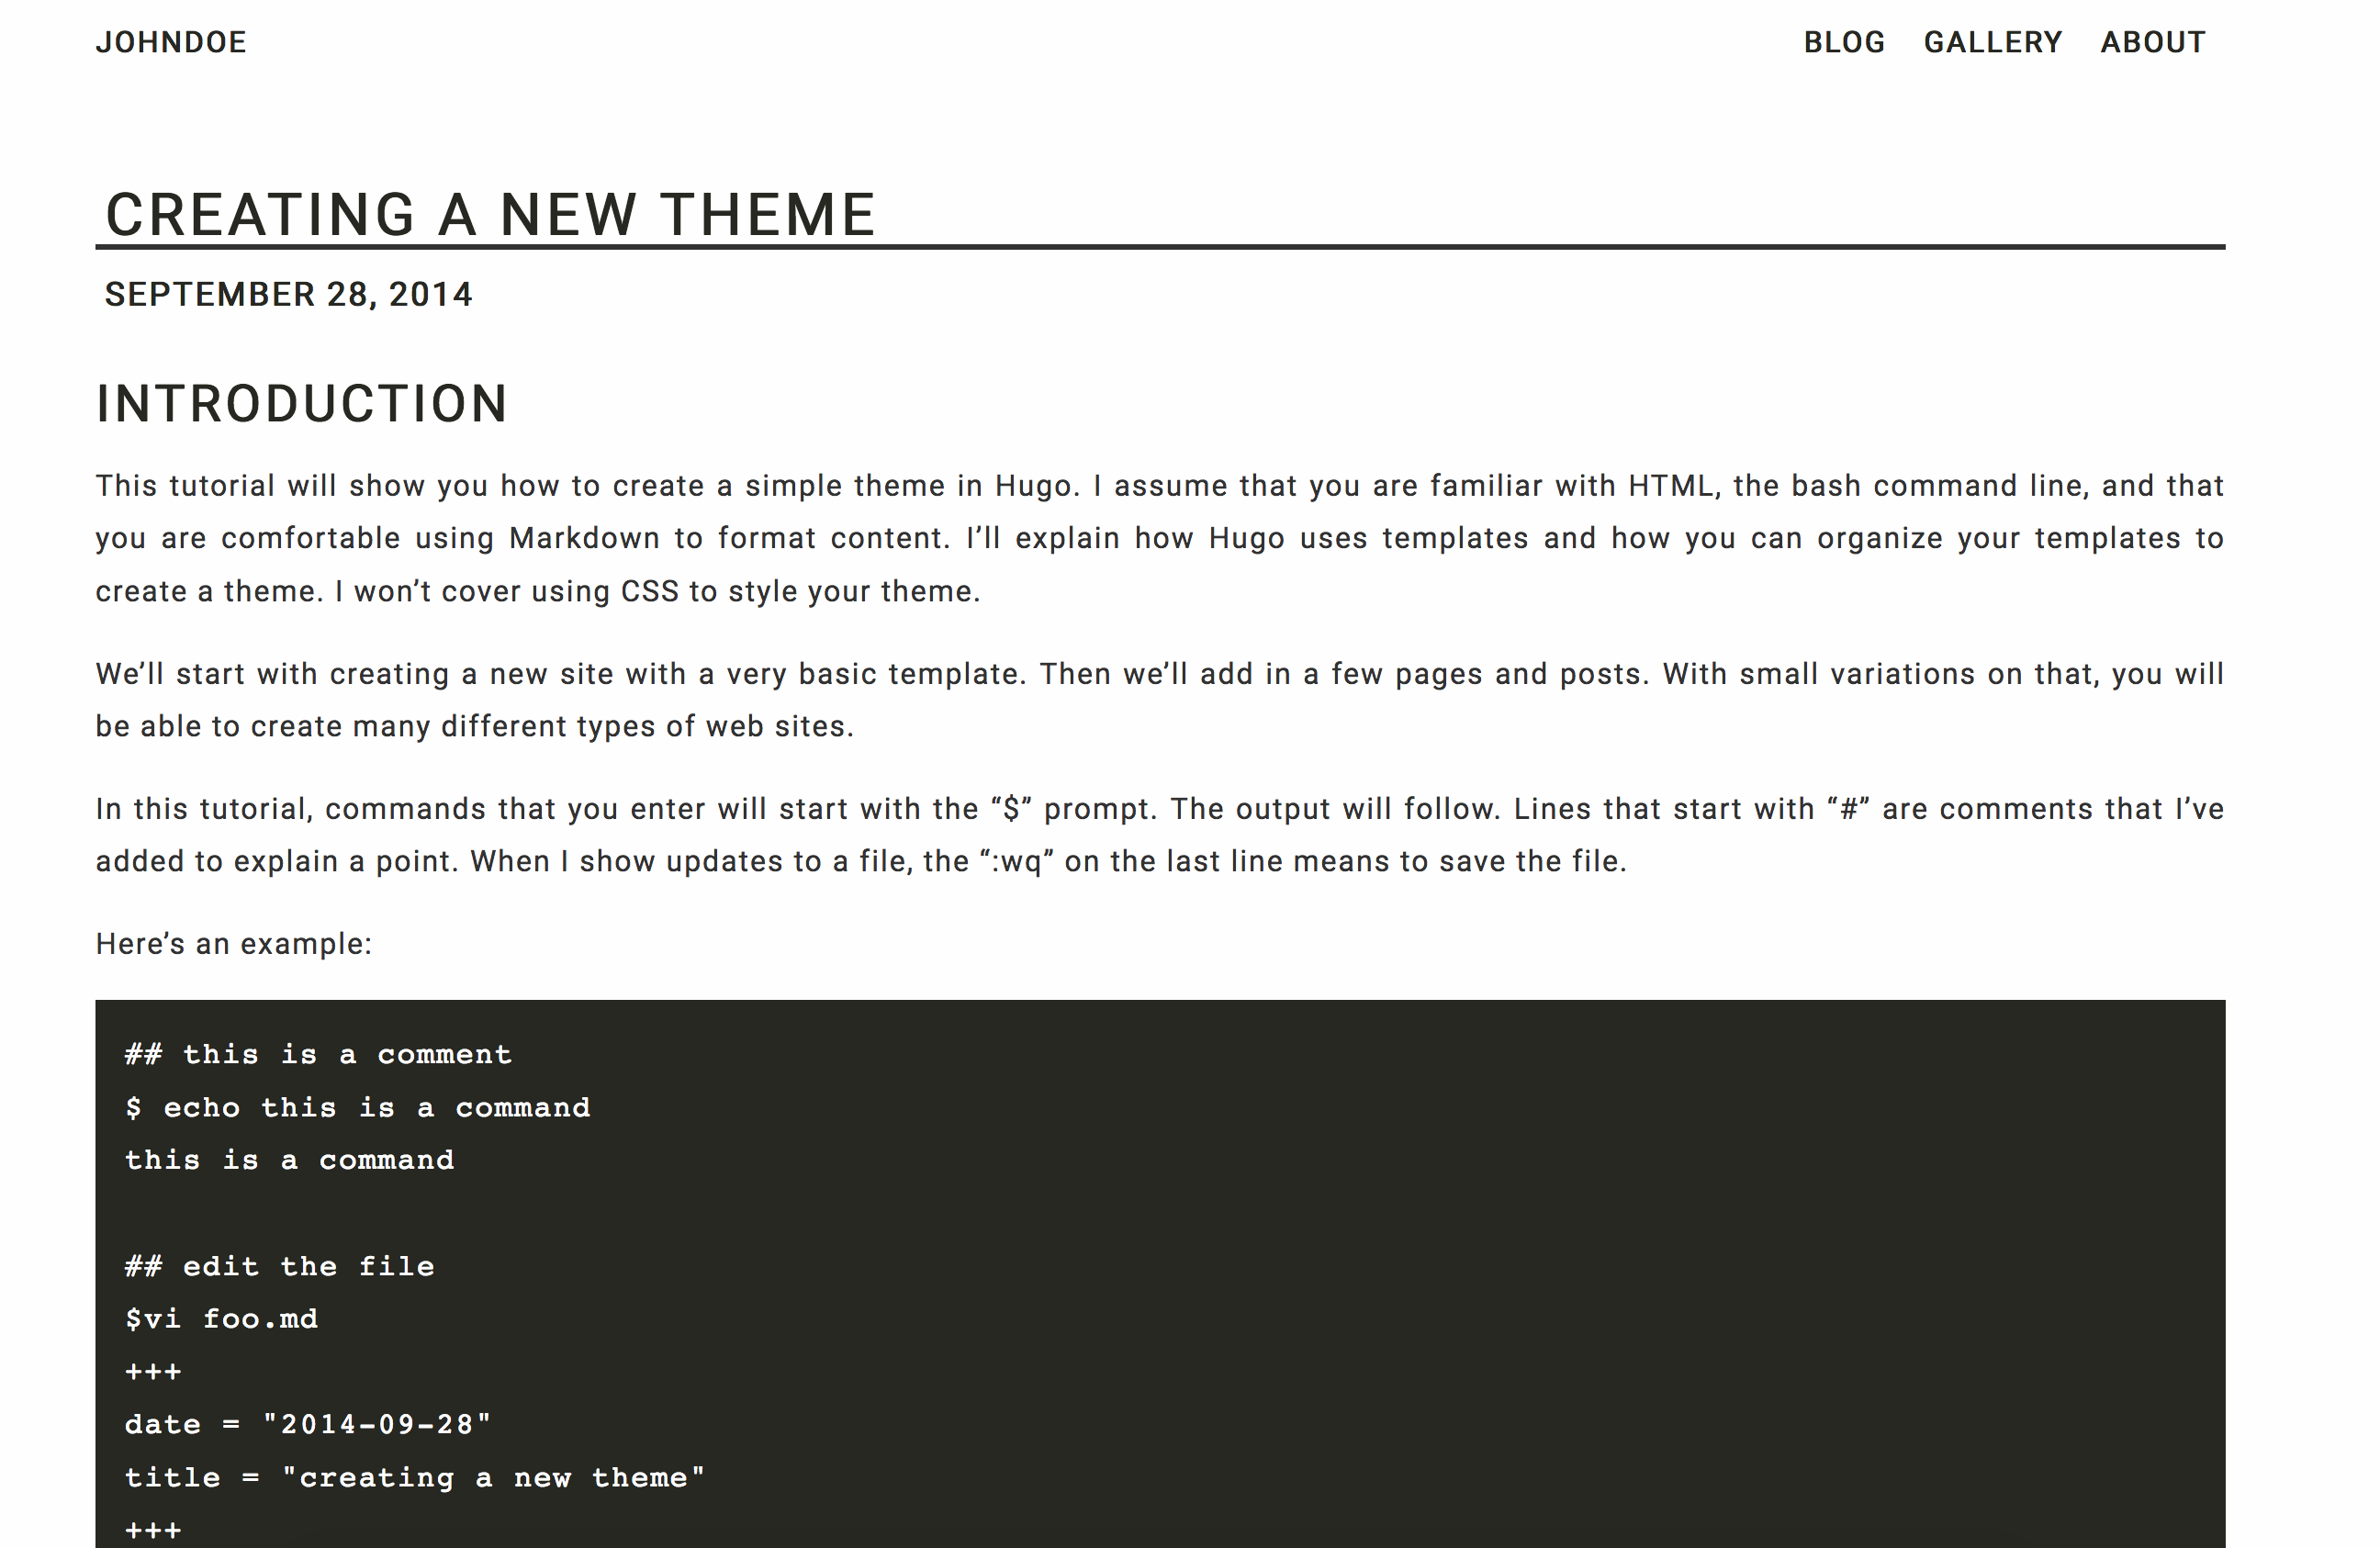 JOHNDOE
BLOG GALLERY ABOUT
CREATING A NEW THEME
SEPTEMBER 28, 2014
INTRODUCTION
This tutorial will show you how to create a simple theme in Hugo. I assume that you are familiar with HTML, the bash command line, and that
you are comfortable using Markdown to format content. I’ll explain how Hugo uses templates and how you can organize your templates to
create a theme. I won’t cover using CSS to style your theme.
We’ll start with creating a new site with a very basic template. Then we’ll add in a few pages and posts. With small variations on that, you will
be able to create many different types of web sites.
In this tutorial, commands that you enter will start with the “$” prompt. The output will follow. Lines that start with “#” are comments that I’ve
added to explain a point. When I show updates to a file, the “:wq” on the last line means to save the file.
Here’s an example:
## this is a comment
$ echo this is a command
this is a command
## edit the file
$vi foo.md
+++
date = "2014-09-28"
title = "creating a new theme"
+++